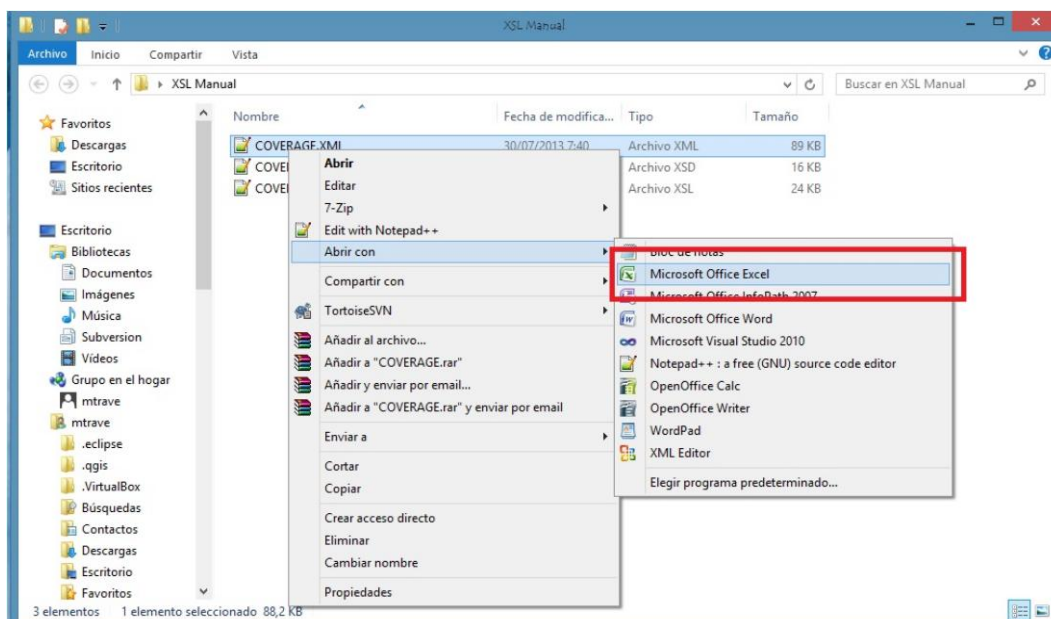 XSL Manual
Archivo Inicio Compartir Vista
XSL Manual
Buscar en XSL Manual
Nombre Fecha de modifica... Tipo Tamaño
COVERAGE.XML 30/07/2013 7:40 Archivo XML 89 KB
Archivo XSD 16 KB
Archivo XSL 24 KB
Favoritos
Descargas
Escritorio
Sitios recientes
Escritorio
Bibliotecas
Documentos
Imágenes
Música
Subversion
Vídeos
Grupo en el hogar
mtrave
mtrave
.eclipse
.qgis
.VirtualBox
Búsquedas
Contactos
Descargas
Escritorio
Favoritos
Abrir
Editar
7-Zip
Edit with Notepad++
Abrir con
Compartir con
TortoiseSVN
Añadir al archivo...
Añadir a "COVERAGE.rar"
Añadir y enviar por email...
Añadir a "COVERAGE.rar" y enviar por email
Enviar a
Cortar
Copiar
Crear acceso directo
Eliminar
Cambiar nombre
Propiedades
Bloc de notas
Microsoft Office Excel
Microsoft Office InfoPath 2007
Microsoft Office Word
Microsoft Visual Studio 2010
Notepad++ : a free (GNU) source code editor
OpenOffice Calc
OpenOffice Writer
WordPad
XML Editor
Elegir programa predeterminado...
3 elementos 1 elemento seleccionado 88,2 KB